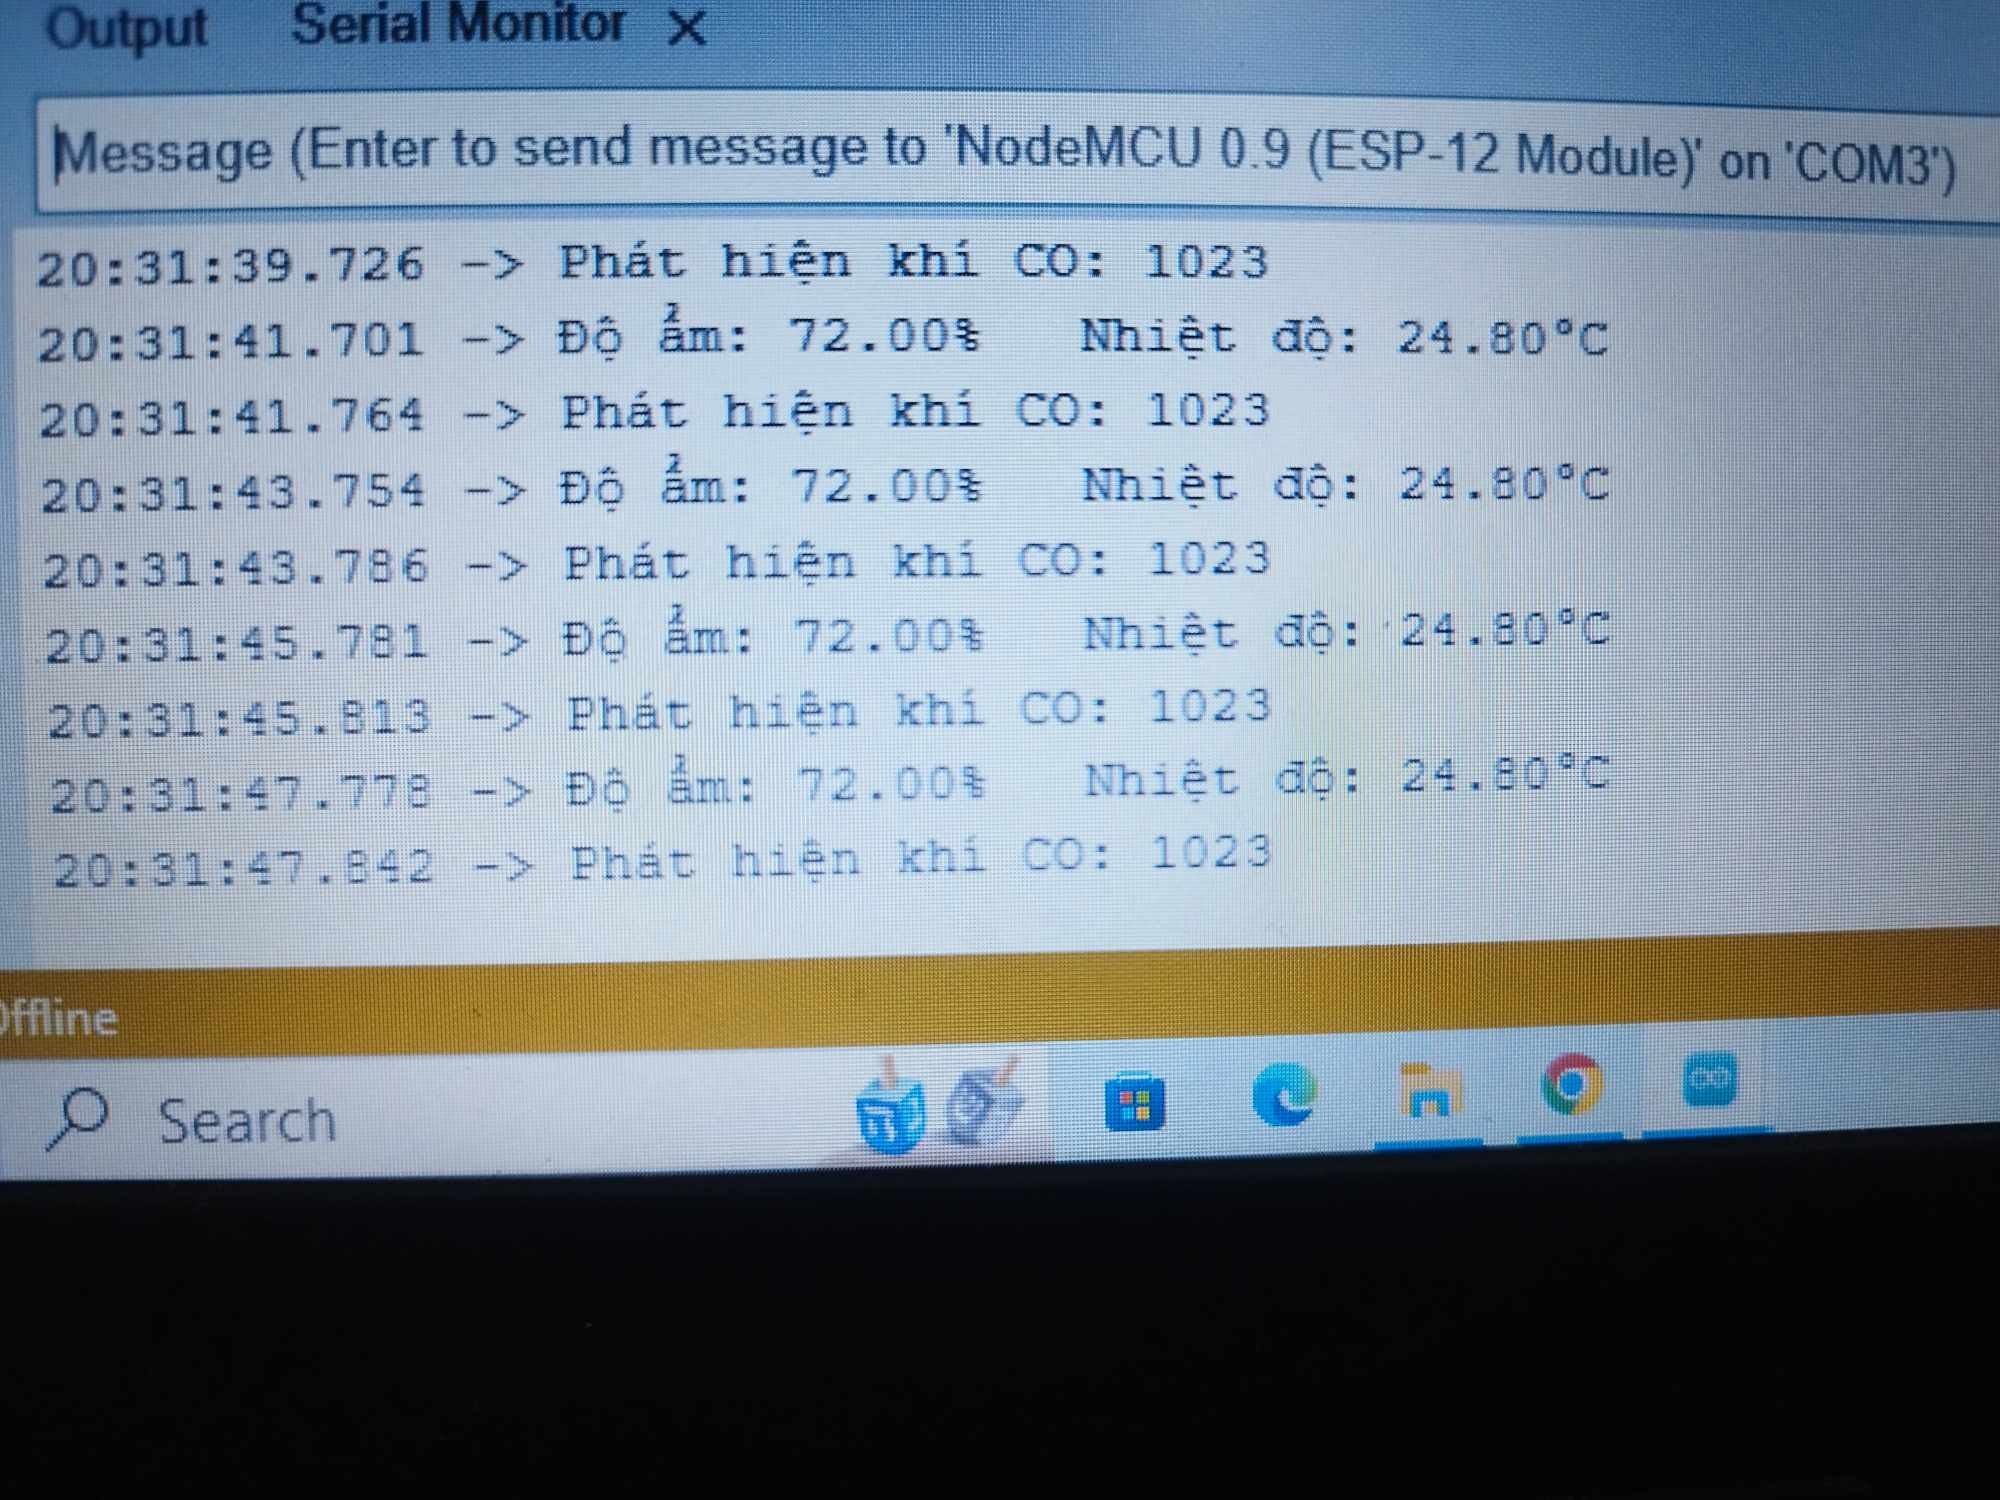 Output Serial Monitor X
Message (Enter to send message to 'NodeMCU 0.9 (ESP-12 Module)' on 'COM3')
20:31:39.726 -> Phát hiện khí CO: 1023
20:31:41.701 -> Độ ẩm: 72.00% Nhiệt độ: 24.80°C
20:31:41.764 -> Phát hiện khí CO: 1023
20:31:43.754 -> Độ ẩm: 72.00% Nhiệt độ: 24.80°C
20:31:43.786 -> Phát hiện khí CO: 1023
20:31:45.781 -> Độ ẩm: 72.00% Nhiệt độ: 24.80°C
20:31:45.813 -> Phát hiện khí CO: 1023
20:31:47.778 -> Độ ẩm: 72.00% Nhiệt độ: 24.80°C
20:31:47.842 -> Phát hiện khí CO: 1023
Offline
Search